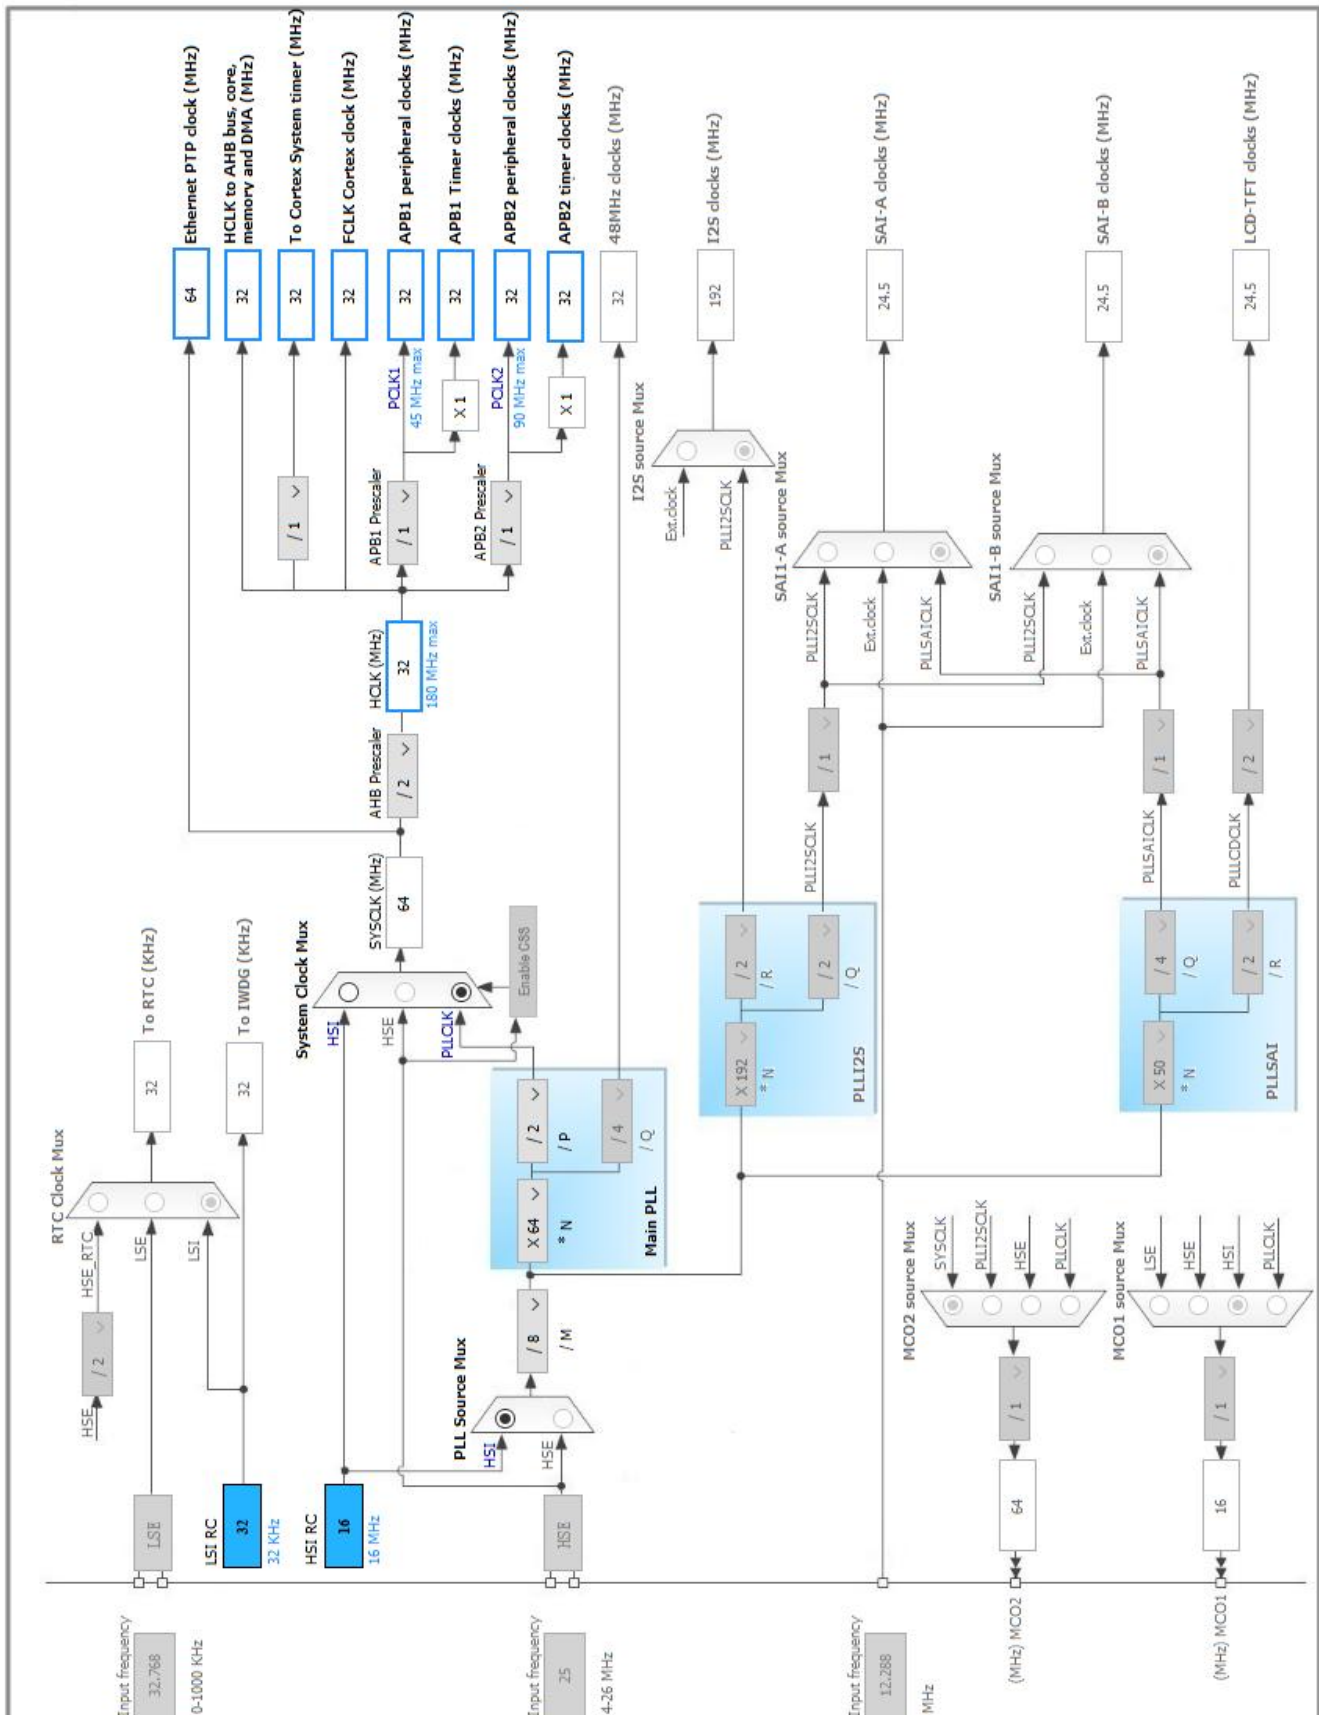 Input frequency
32.768
0-1000 KHz
LSE
HSE
/ 2
HSE_RTC
LSE
LSI
RTC Clock Mux
32
To RTC (KHz)
LSI RC
32
32 KHz
32
To IWDG (KHz)
HSI RC
16
16 MHz
Input frequency
25
4-26 MHz
HSE
PLL Source Mux
HSI
HSE
/ 8
/ M
X 64
* N
/ 2
/ P
/ 4
/ Q
Main PLL
System Clock Mux
HSI
HSE
PLLCLK
Enable CSS
SYSCLK (MHz)
64
AHB Prescaler
/ 2
HCLK (MHz)
32
180 MHz max
/ 1
APB1 Prescaler
/ 1
PCLK1
45 MHz max
X 1
APB2 Prescaler
/ 1
PCLK2
90 MHz max
X 1
64
Ethernet PTP clock (MHz)
32
HCLK to AHB bus, core,
memory and DMA (MHz)
32
To Cortex System timer (MHz)
32
FCLK Cortex clock (MHz)
32
APB1 peripheral clocks (MHz)
32
APB1 Timer clocks (MHz)
32
APB2 peripheral clocks (MHz)
32
APB2 timer clocks (MHz)
32
48MHz clocks (MHz)
X 192
* N
/ 2
/ R
/ 2
/ Q
PLLI2S
I2S source Mux
Ext.clock
PLLI2SCLK
192
I2S clocks (MHz)
PLLI2SCLK
/ 1
SAI1-A source Mux
PLLI2SCLK
Ext.clock
PLLSAICLK
24.5
SAI-A clocks (MHz)
SAI1-B source Mux
PLLI2SCLK
Ext.clock
PLLSAICLK
24.5
SAI-B clocks (MHz)
X 50
* N
/ 4
/ Q
/ 2
/ R
PLLSAI
PLLSAICLK
/ 1
PLLLCDCLK
/ 2
24.5
LCD-TFT clocks (MHz)
Input frequency
12.288
MHz
(MHz) MCO2
64
/ 1
MCO2 source Mux
SYSCLK
PLLI2SCLK
HSE
PLLCLK
(MHz) MCO1
16
/ 1
MCO1 source Mux
LSE
HSE
HSI
PLLCLK